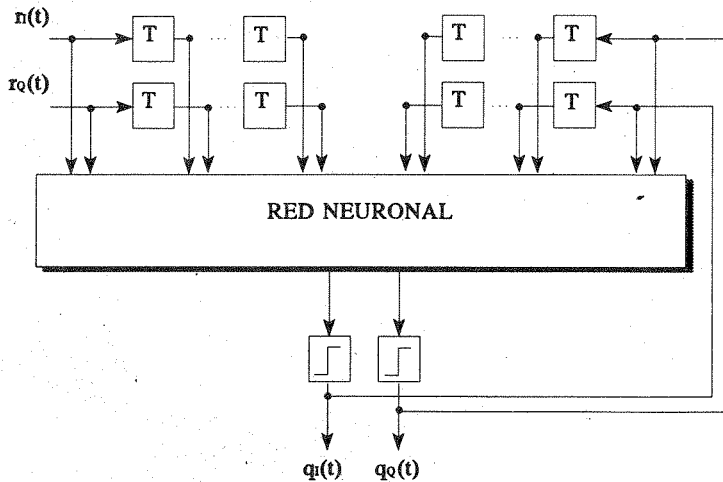 rI(t)
T ... T
T ... T
rQ(t)
T ... T
T ... T
RED NEURONAL
qI(t) qQ(t)